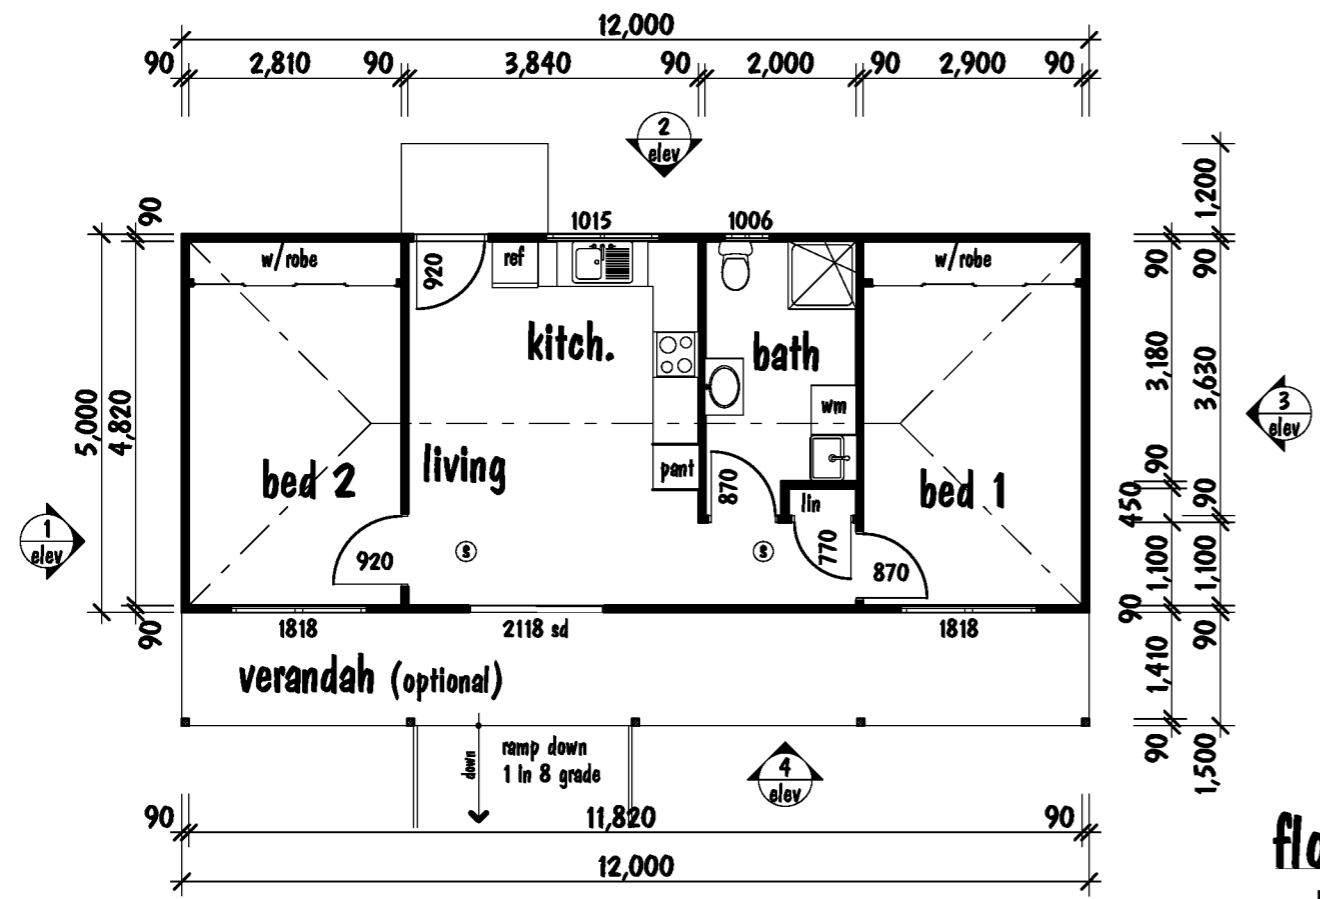 12,000
90 2,810 90 3,840 90 2,000 90 2,900 90
2
elev
1,200
90
1015 1006
w/robe
920
ref
w/robe
90 90
kitch.
bath
3,180 3,630
5,000
4,820
wm
3
elev
living
bed 2
pant
870
lin
bed 1
90
450
90
1
elev
920
S
S
770
870
1,100 1,100
90
1818
2118 sd
1818
90
90
verandah (optional)
1,410
down
ramp down
1 in 8 grade
4
elev
90
1,500
90 11,820 90
12,000
flo